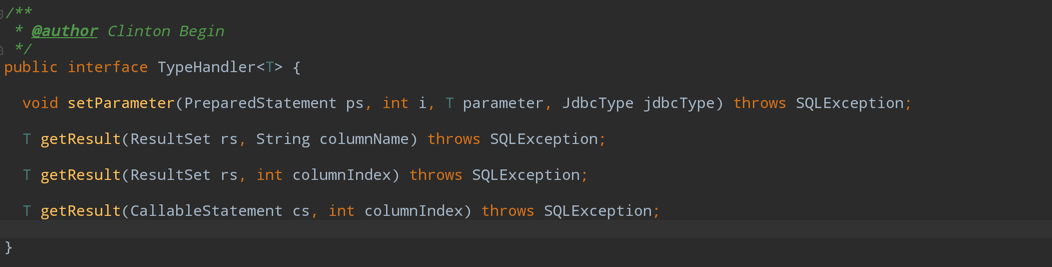 /**
 * @author Clinton Begin
 */
public interface TypeHandler<T> {
  void setParameter(PreparedStatement ps, int i, T parameter, JdbcType jdbcType) throws SQLException;
  T getResult(ResultSet rs, String columnName) throws SQLException;
  T getResult(ResultSet rs, int columnIndex) throws SQLException;
  T getResult(CallableStatement cs, int columnIndex) throws SQLException;
}